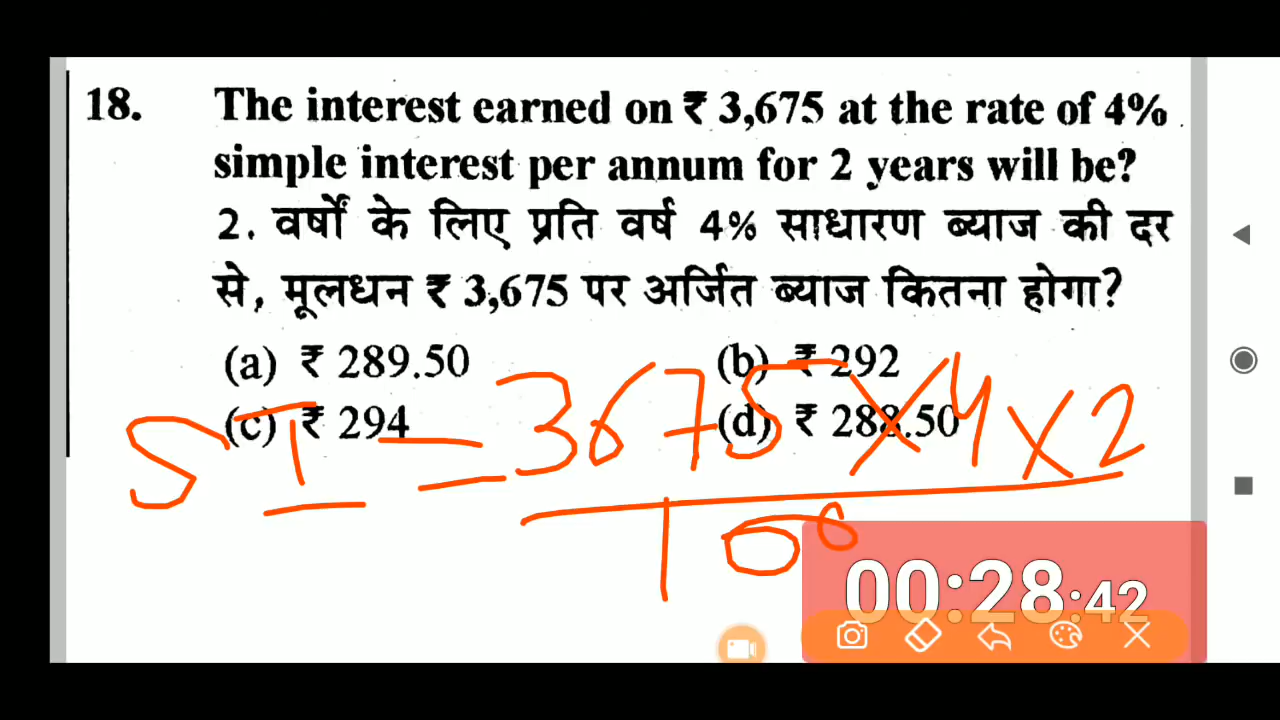 18. The interest earned on ₹ 3,675 at the rate of 4%
simple interest per annum for 2 years will be?
2. वर्षों के लिए प्रति वर्ष 4% साधारण ब्याज की दर
से, मूलधन ₹ 3,675 पर अर्जित ब्याज कितना होगा?
(a) ₹ 289.50 (b) ₹ 292
(c) ₹ 294 (d) ₹ 288.50
SI = 3675 × 4 × 2
100
00:28:42